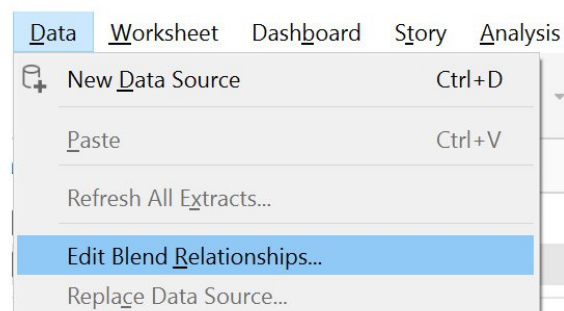 Data Worksheet Dashboard Story Analysis
New Data Source Ctrl+D
Paste Ctrl+V
Refresh All Extracts...
Edit Blend Relationships...
Replace Data Source...